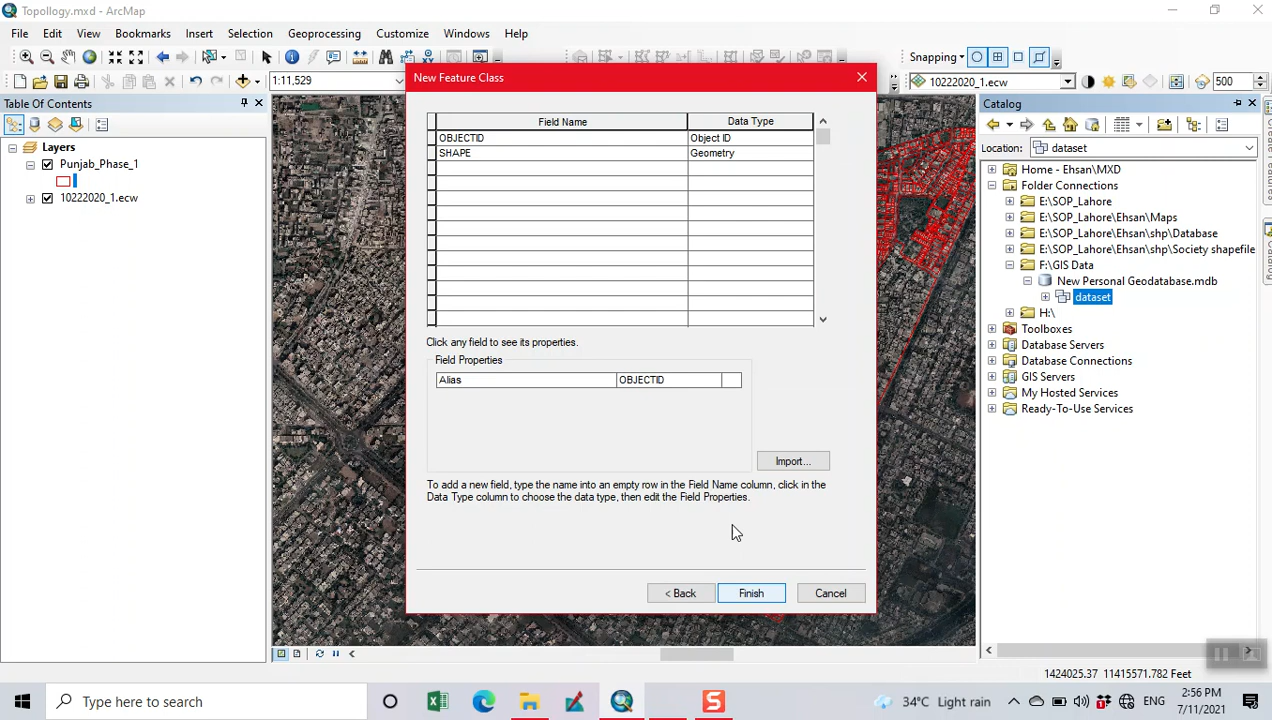 Topollogy.mxd - ArcMap
File Edit View Bookmarks Insert Selection Geoprocessing Customize Windows Help
Snapping
1:11,529
10222020_1.ecw
500
Table Of Contents
Layers
Punjab_Phase_1
10222020_1.ecw
New Feature Class
Field Name Data Type
OBJECTID Object ID
SHAPE Geometry
Click any field to see its properties.
Field Properties
Alias OBJECTID
Import...
To add a new field, type the name into an empty row in the Field Name column, click in the
Data Type column to choose the data type, then edit the Field Properties.
< Back Finish Cancel
Catalog
Location: dataset
Home - Ehsan\MXD
Folder Connections
E:\SOP_Lahore
E:\SOP_Lahore\Ehsan\Maps
E:\SOP_Lahore\Ehsan\shp\Database
E:\SOP_Lahore\Ehsan\shp\Society shapefile
F:\GIS Data
New Personal Geodatabase.mdb
dataset
H:\
Toolboxes
Database Servers
Database Connections
GIS Servers
My Hosted Services
Ready-To-Use Services
Create Features
Catalog
1424025.37 11415571.782 Feet
Type here to search
34°C Light rain
ENG
2:56 PM
7/11/2021